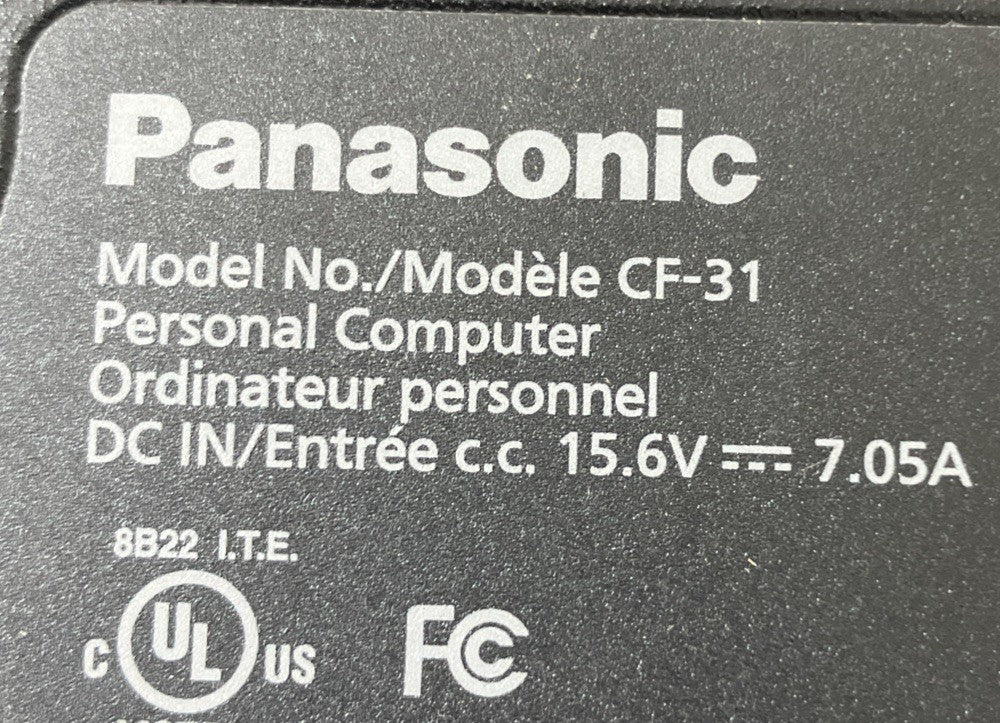 Panasonic
Model No./Modèle CF-31
Personal Computer
Ordinateur personnel
DC IN/Entrée c.c. 15.6V ⎓ 7.05A
8B22 I.T.E.
C UL US FC